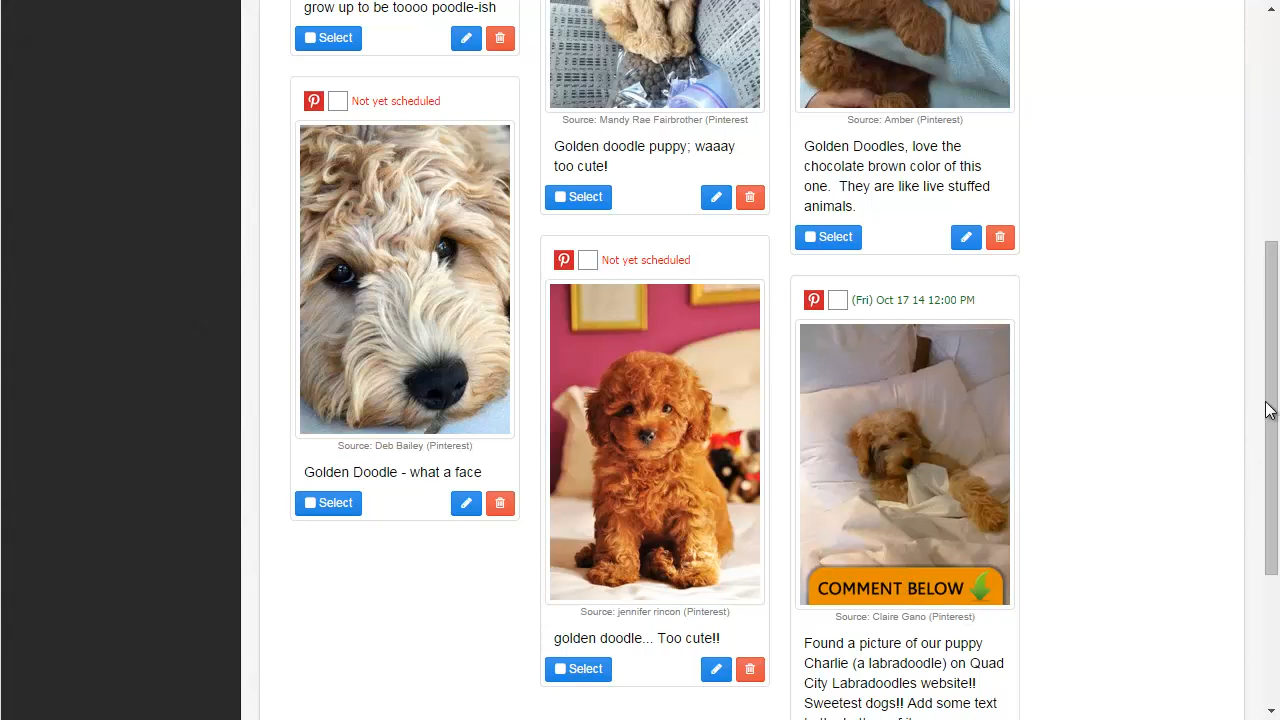 grow up to be toooo poodle-ish
Select
Not yet scheduled
Source: Deb Bailey (Pinterest)
Golden Doodle - what a face
Select
Source: Mandy Rae Fairbrother (Pinterest
Golden doodle puppy; waaay
too cute!
Select
Not yet scheduled
Source: jennifer rincon (Pinterest)
golden doodle... Too cute!!
Select
Source: Amber (Pinterest)
Golden Doodles, love the
chocolate brown color of this
one. They are like live stuffed
animals.
Select
(Fri) Oct 17 14 12:00 PM
COMMENT BELOW
Source: Claire Gano (Pinterest)
Found a picture of our puppy
Charlie (a labradoodle) on Quad
City Labradoodles website!!
Sweetest dogs!! Add some text